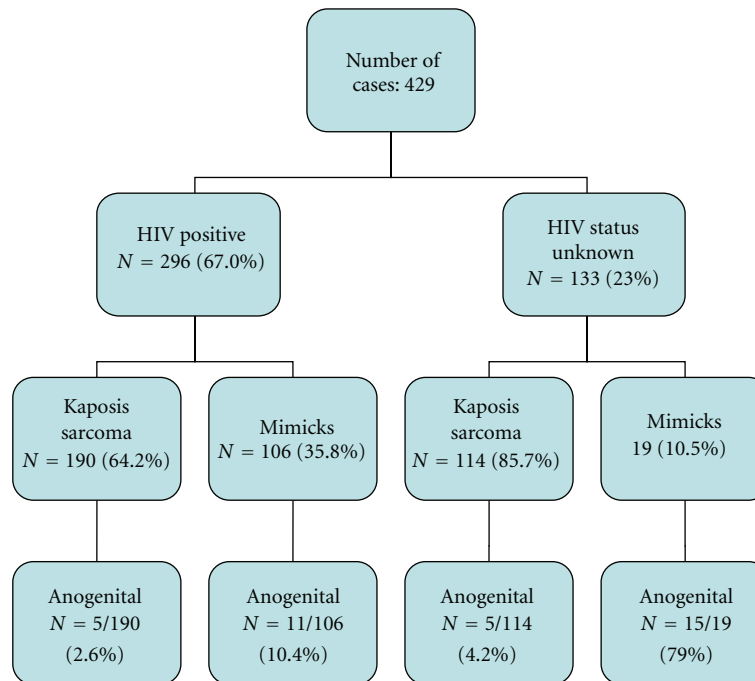 Number of
cases: 429
HIV positive
N = 296 (67.0%)
HIV status
unknown
N = 133 (23%)
Kaposis
sarcoma
N = 190 (64.2%)
Mimicks
N = 106 (35.8%)
Kaposis
sarcoma
N = 114 (85.7%)
Mimicks
19 (10.5%)
Anogenital
N = 5/190
(2.6%)
Anogenital
N = 11/106
(10.4%)
Anogenital
N = 5/114
(4.2%)
Anogenital
N = 15/19
(79%)